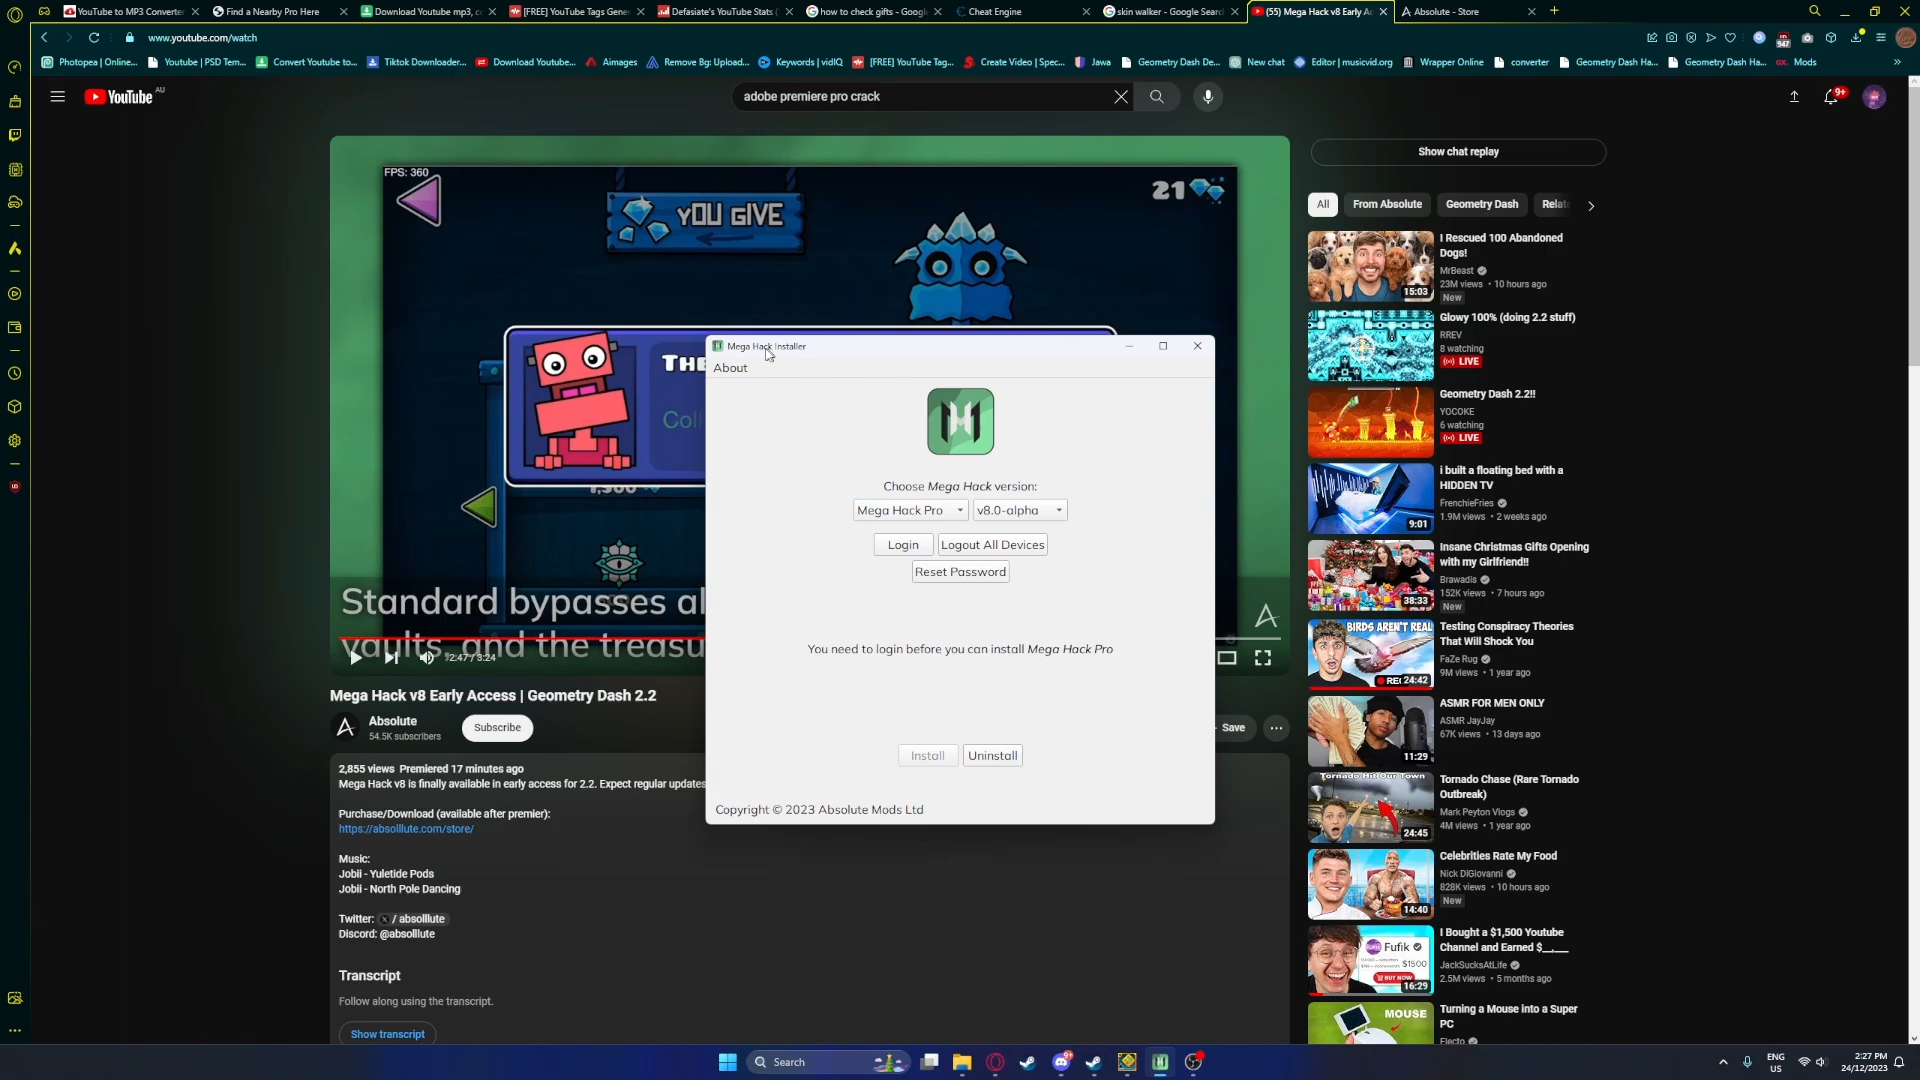 YouTube to MP3 Converter
Find a Nearby Pro Here
Download Youtube mp3, c
[FREE] YouTube Tags Gene
Defasiate's YouTube Stats (
how to check gifts - Googl
Cheat Engine
skin walker - Google Searc
(55) Mega Hack v8 Early A
Absolute - Store
www.youtube.com/watch
947
Photopea | Online...
Youtube | PSD Tem...
Convert Youtube to...
Tiktok Downloader...
Download Youtube...
Aimages
Remove Bg: Upload...
Keywords | vidIQ
[FREE] YouTube Tag...
Create Video | Spec...
Jawa
Geometry Dash De...
New chat
Editor | musicvid.org
Wrapper Online
converter
Geometry Dash Ha...
Geometry Dash Ha...
Mods
YouTube AU
adobe premiere pro crack
9+
FPS: 360
YOU GIVE
21
The
Coll
Standard bypasses al
vaults, and the treasu
2:47 / 3:24
Mega Hack Installer
About
Choose Mega Hack version:
Mega Hack Pro
v8.0-alpha
Login
Logout All Devices
Reset Password
You need to login before you can install Mega Hack Pro
Install
Uninstall
Copyright © 2023 Absolute Mods Ltd
Mega Hack v8 Early Access | Geometry Dash 2.2
Absolute
54.5K subscribers
Subscribe
Save
2,855 views Premiered 17 minutes ago
Mega Hack v8 is finally available in early access for 2.2. Expect regular updates
Purchase/Download (available after premier):
https://absolllute.com/store/
Music:
Jobii - Yuletide Pods
Jobii - North Pole Dancing
Twitter: X / absolllute
Discord: @absolllute
Transcript
Follow along using the transcript.
Show transcript
Show chat replay
All
From Absolute
Geometry Dash
Relat
I Rescued 100 Abandoned
Dogs!
MrBeast
23M views • 10 hours ago
New
15:03
Glowy 100% (doing 2.2 stuff)
RREV
8 watching
LIVE
Geometry Dash 2.2!!
YOCOKE
6 watching
LIVE
i built a floating bed with a
HIDDEN TV
FrenchieFries
1.9M views • 2 weeks ago
9:01
Insane Christmas Gifts Opening
with my Girlfriend!!
Brawadis
152K views • 7 hours ago
New
38:33
BIRDS AREN'T REAL
REC
24:42
Testing Conspiracy Theories
That Will Shock You
FaZe Rug
9M views • 1 year ago
ASMR FOR MEN ONLY
ASMR JayJay
67K views • 13 days ago
11:29
Tornado Hit Our Town
24:45
Tornado Chase (Rare Tornado
Outbreak)
Mark Peyton Vlogs
4M views • 1 year ago
Celebrities Rate My Food
Nick DiGiovanni
828K views • 10 hours ago
New
14:40
Fufik
$1500
BUY NOW
16:29
I Bought a $1,500 Youtube
Channel and Earned $__,___
JackSucksAtLife
2.5M views • 5 months ago
MOUSE
Turning a Mouse into a Super
PC
Electo
Search
9+
ENG
US
2:27 PM
24/12/2023